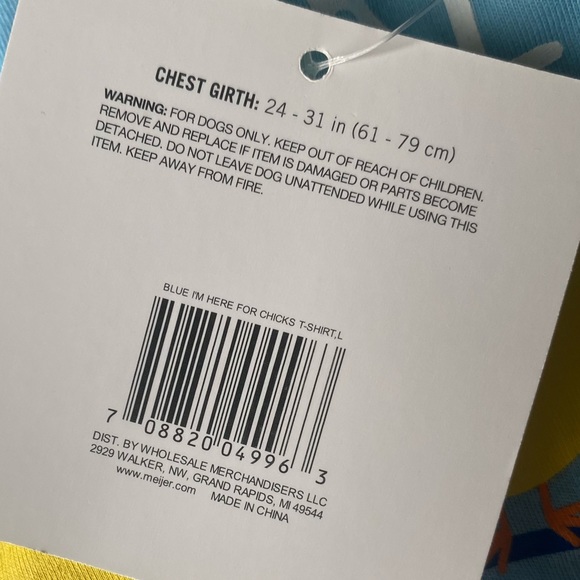 CHEST GIRTH: 24 - 31 in (61 - 79 cm)
WARNING: FOR DOGS ONLY. KEEP OUT OF REACH OF CHILDREN.
REMOVE AND REPLACE IF ITEM IS DAMAGED OR PARTS BECOME
DETACHED. DO NOT LEAVE DOG UNATTENDED WHILE USING THIS
ITEM. KEEP AWAY FROM FIRE.
BLUE I'M HERE FOR CHICKS T-SHIRT,L
7 08820 04996 3
DIST. BY WHOLESALE MERCHANDISERS LLC
2929 WALKER, NW, GRAND RAPIDS, MI 49544
www.meijer.com MADE IN CHINA